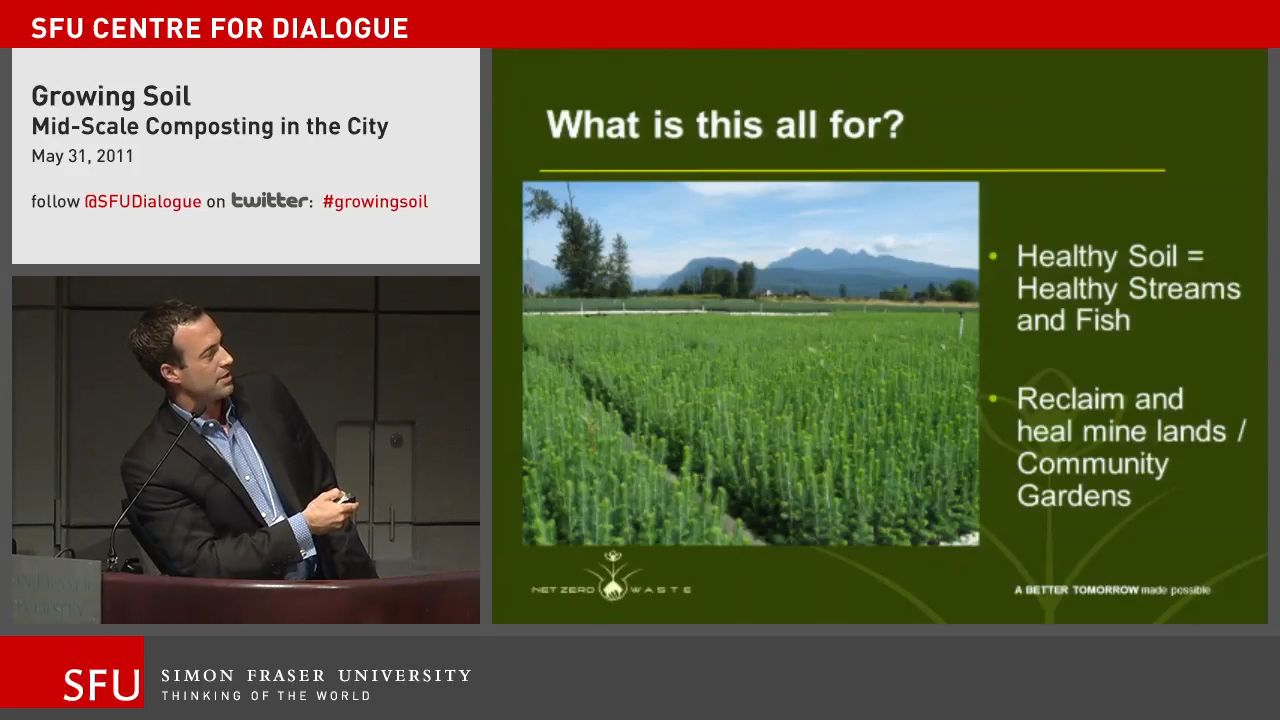 SFU CENTRE FOR DIALOGUE
Growing Soil
Mid-Scale Composting in the City
May 31, 2011
follow @SFUDialogue on twitter: #growingsoil
What is this all for?
• Healthy Soil =
Healthy Streams
and Fish
• Reclaim and
heal mine lands /
Community
Gardens
NET ZERO WASTE
A BETTER TOMORROW made possible
SFU
SIMON FRASER UNIVERSITY
THINKING OF THE WORLD